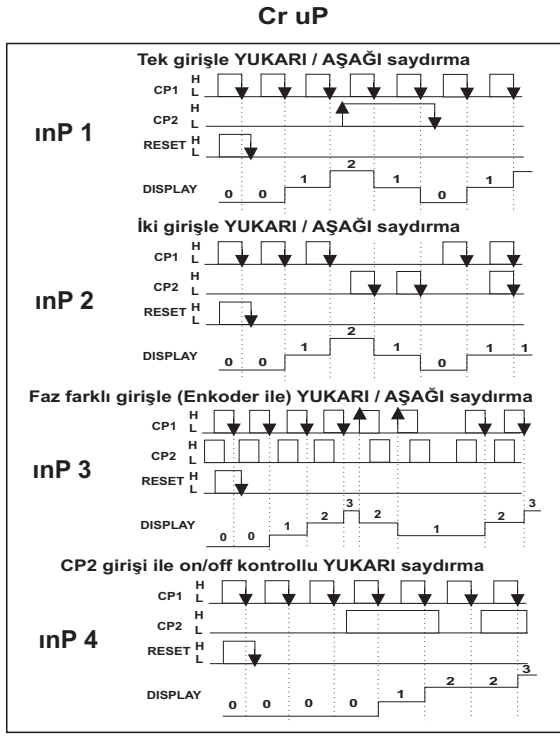 Cr uP
Tek girişle YUKARI / AŞAĞI saydırma
H
CP1 L
H
CP2 L
ınP 1
RESET H
L
2
1 1 1
DISPLAY 0 0 0
İki girişle YUKARI / AŞAĞI saydırma
H
CP1 L
H
CP2 L
ınP 2
RESET H
L
2
1 1 1 1
DISPLAY 0 0 0
Faz farklı girişle (Enkoder ile) YUKARI / AŞAĞI saydırma
H
CP1 L
H
CP2 L
ınP 3
RESET H
L
3 3
2 2 2
DISPLAY 1 1
0 0
CP2 girişi ile on/off kontrollu YUKARI saydırma
H
CP1 L
H
CP2 L
ınP 4
RESET H
L
3
2 2
DISPLAY 1
0 0 0 0